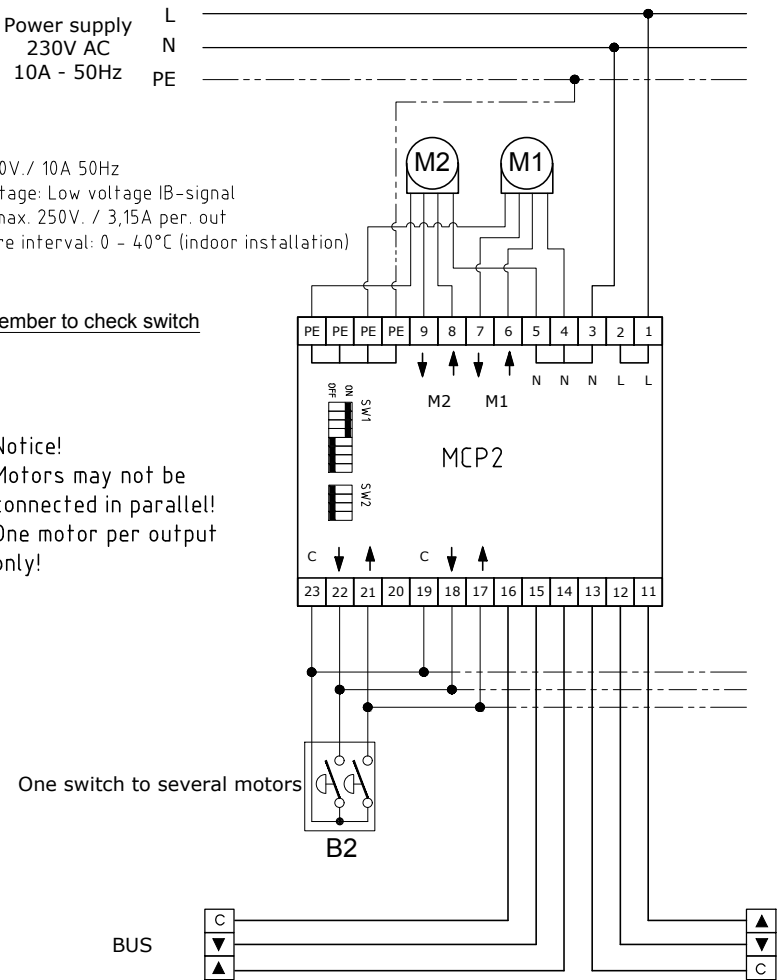 L
Power supply
230V AC
10A - 50Hz
N
PE
0V./ 10A 50Hz
tage: Low voltage IB-signal
max. 250V. / 3,15A per. out
re interval: 0 - 40°C (indoor installation)
M2 M1
ember to check switch
PE PE PE PE 9 8 7 6 5 4 3 2 1
N N N L L
M2 M1
OFF ON
SW1
SW2
MCP2
Notice!
Motors may not be
connected in parallel!
One motor per output
only!
C C
23 22 21 20 19 18 17 16 15 14 13 12 11
One switch to several motors
B2
BUS
C
▼
▲
▲
▼
C